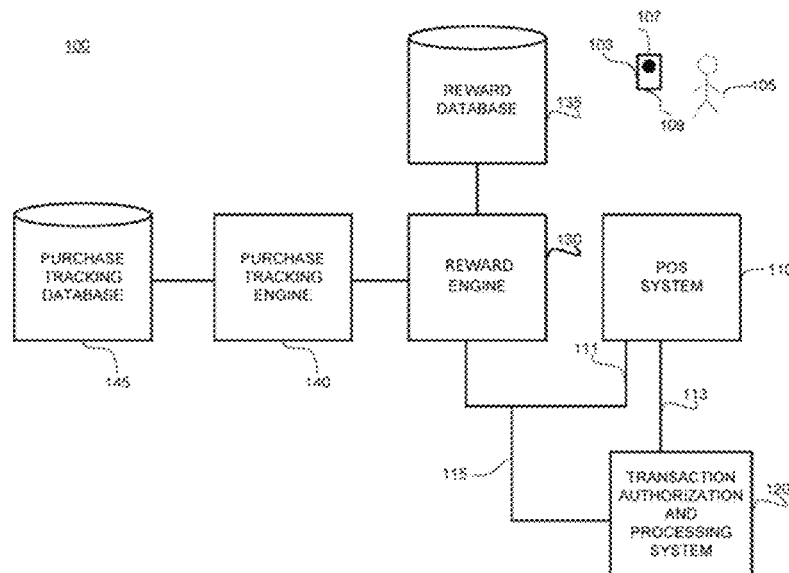 100
107
103
105
109
REWARD
DATABASE
135
PURCHASE
TRACKING
DATABASE
PURCHASE
TRACKING
ENGINE
REWARD
ENGINE
130
POS
SYSTEM
110
145
140
111
113
115
TRANSACTION
AUTHORIZATION
AND
PROCESSING
SYSTEM
120